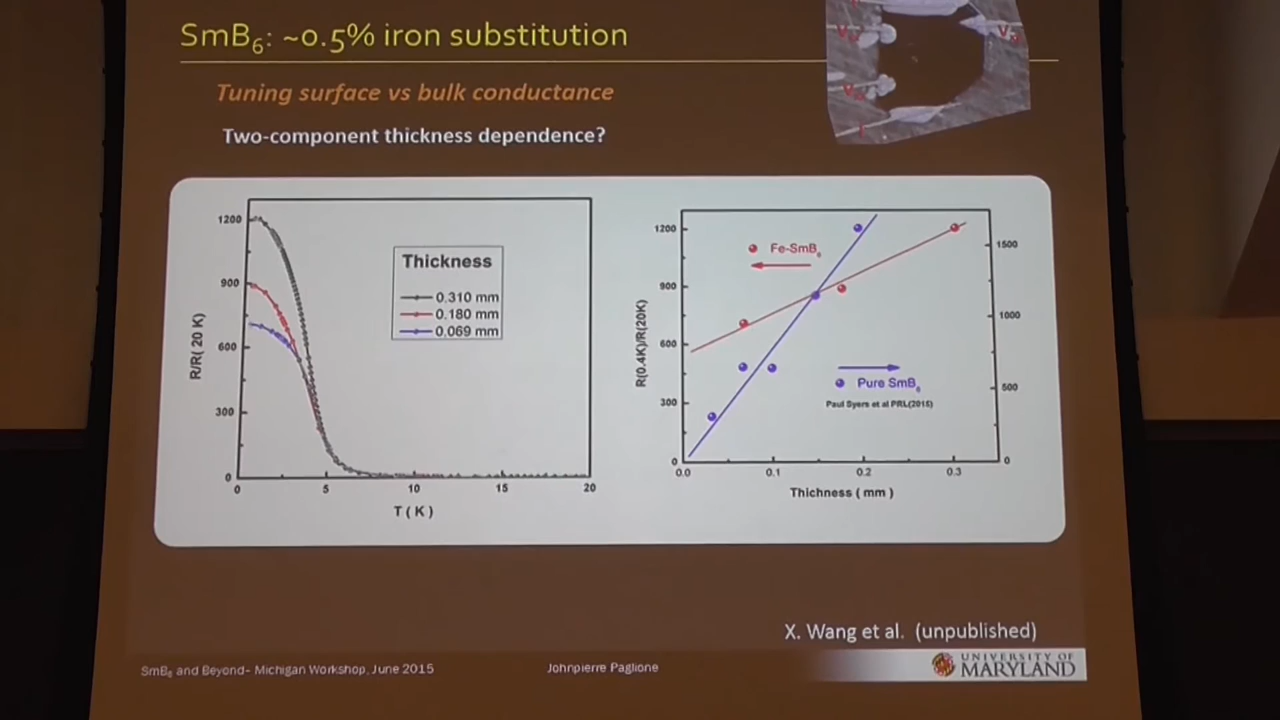 SmB6: ~0.5% iron substitution
Tuning surface vs bulk conductance
Two-component thickness dependence?
1200
900
600
300
0
R/R( 20 K)
0
5
10
15
20
T ( K )
Thickness
0.310 mm
0.180 mm
0.069 mm
1200
900
600
300
0
R(0.4K)/R(20K)
0.0
0.1
0.2
0.3
Thichness ( mm )
1500
1000
500
0
Fe-SmB6
Pure SmB6
Paul Syers et al PRL(2015)
X. Wang et al. (unpublished)
SmB6 and Beyond- Michigan Workshop, June 2015
Johnpierre Paglione
UNIVERSITY OF
MARYLAND